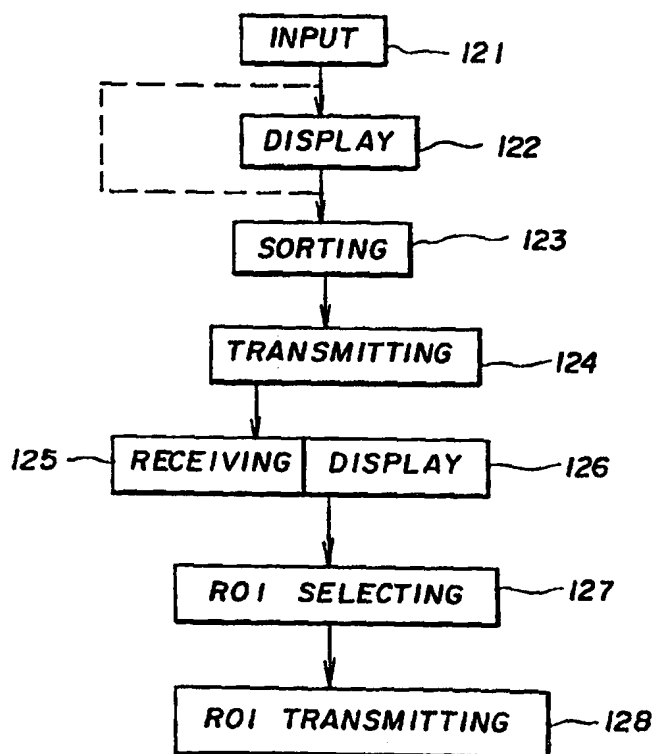 INPUT 121
DISPLAY 122
SORTING 123
TRANSMITTING 124
125 RECEIVING DISPLAY 126
ROI SELECTING 127
ROI TRANSMITTING 128